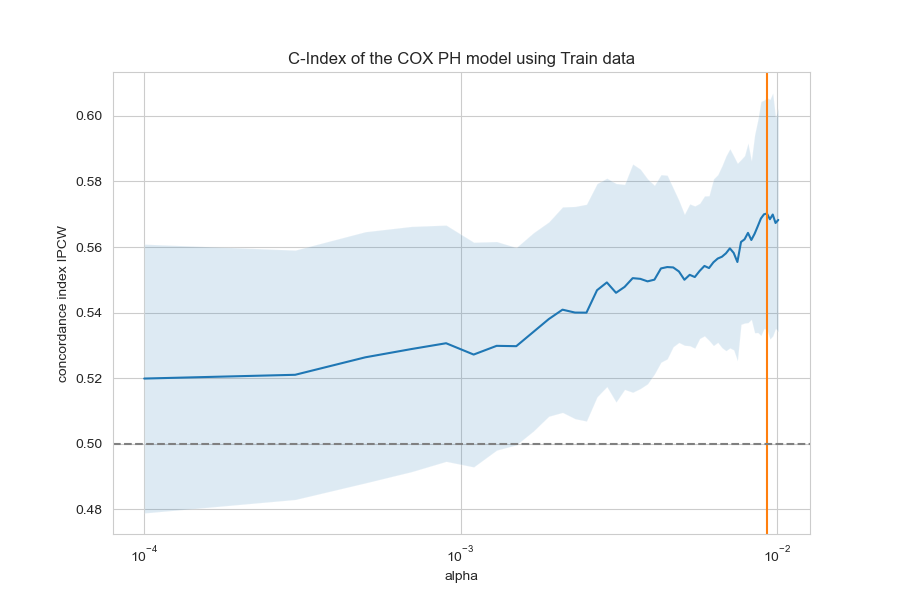 C-Index of the COX PH model using Train data
concordance index IPCW
0.60
0.58
0.56
0.54
0.52
0.50
0.48
10⁻⁴ 10⁻³ 10⁻²
alpha